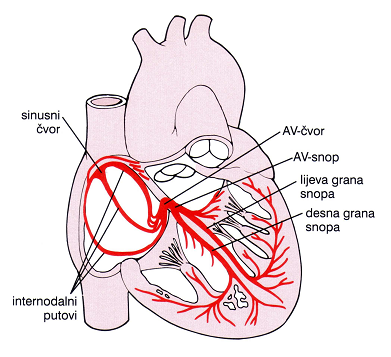 sinusni
čvor
AV-čvor
AV-snop
lijeva grana
snopa
desna grana
snopa
internodalni
putovi